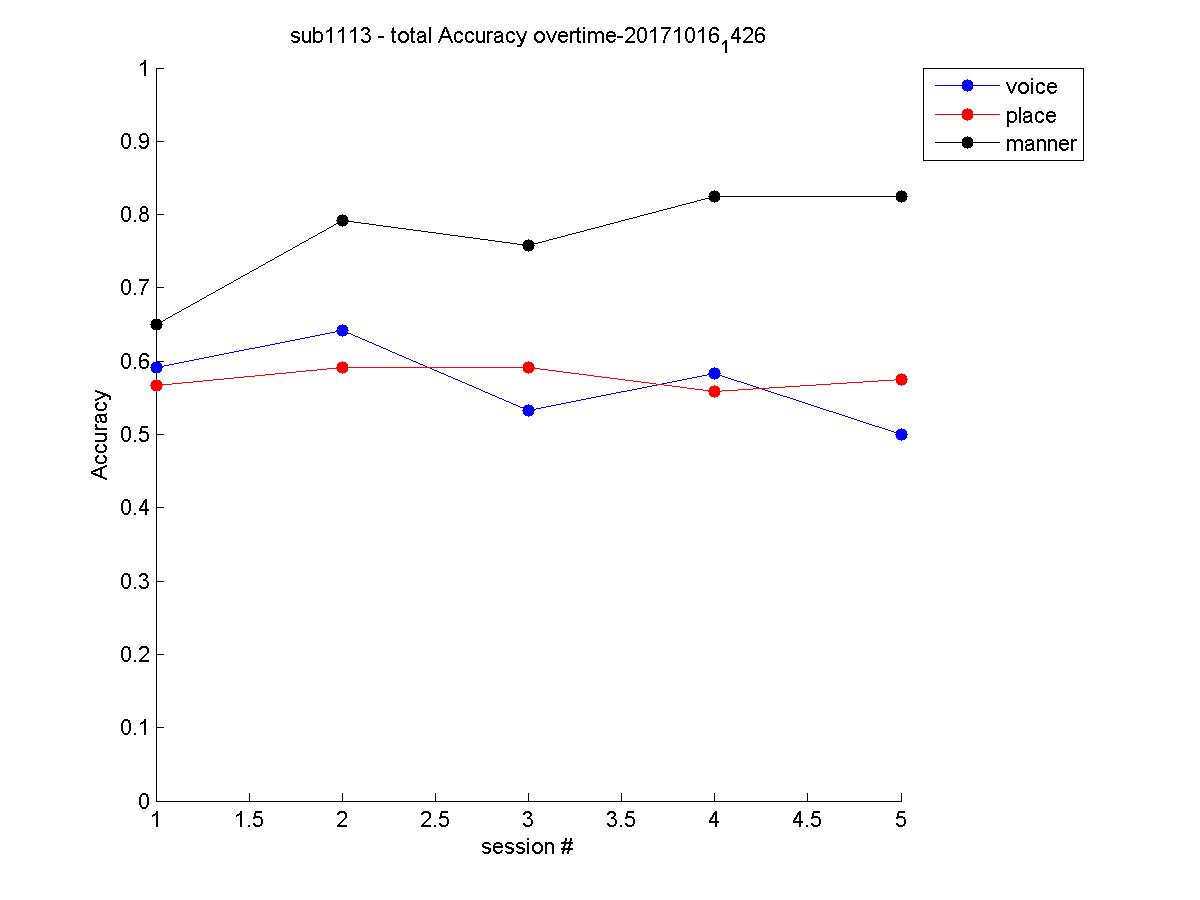 sub1113 - total Accuracy overtime-20171016₁426
voice
place
manner
1
0.9
0.8
0.7
0.6
0.5
0.4
0.3
0.2
0.1
0
Accuracy
1 1.5 2 2.5 3 3.5 4 4.5 5
session #